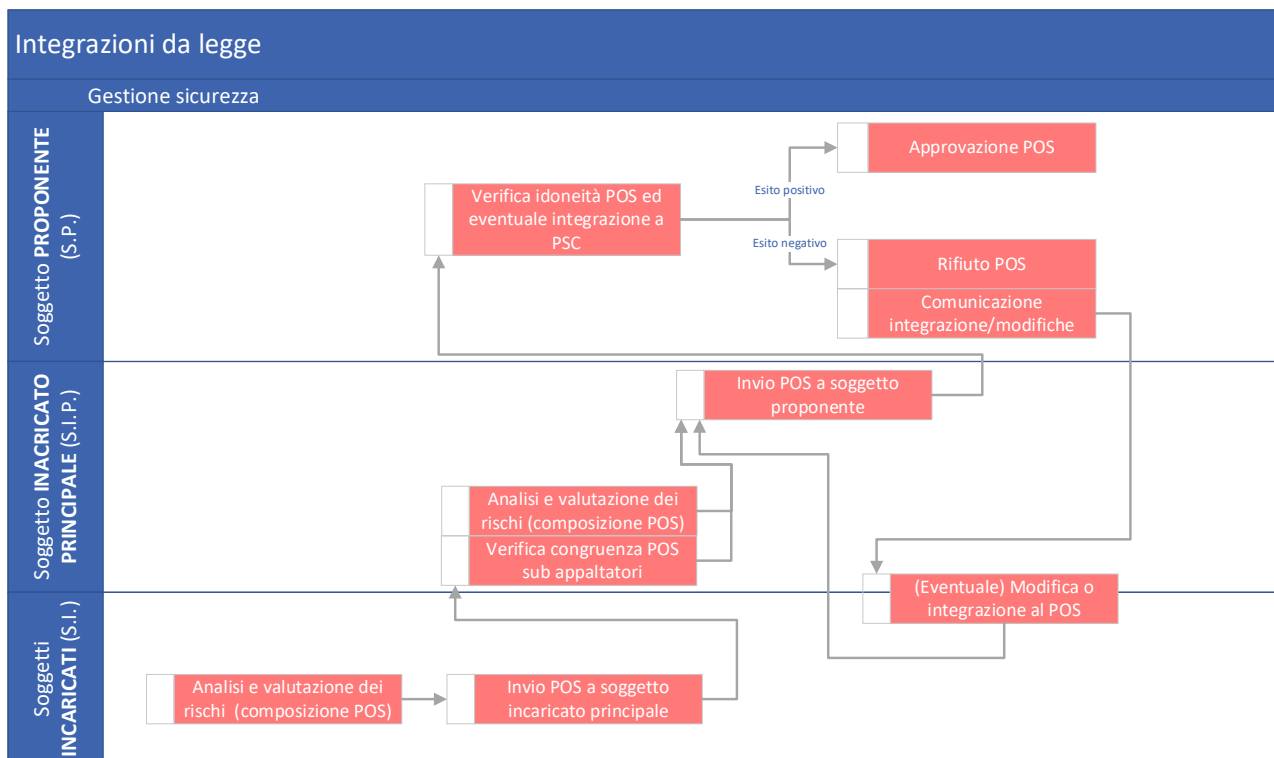 Integrazioni da legge
Gestione sicurezza
Soggetto PROPONENTE
(S.P.)
Approvazione POS
Verifica idoneità POS ed
eventuale integrazione a
PSC
Esito positivo
Esito negativo
Rifiuto POS
Comunicazione
integrazione/modifiche
Soggetto INACRICATO
PRINCIPALE (S.I.P.)
Invio POS a soggetto
proponente
Analisi e valutazione dei
rischi (composizione POS)
Verifica congruenza POS
sub appaltatori
(Eventuale) Modifica o
integrazione al POS
Soggetti
INCARICATI (S.I.)
Analisi e valutazione dei
rischi (composizione POS)
Invio POS a soggetto
incaricato principale